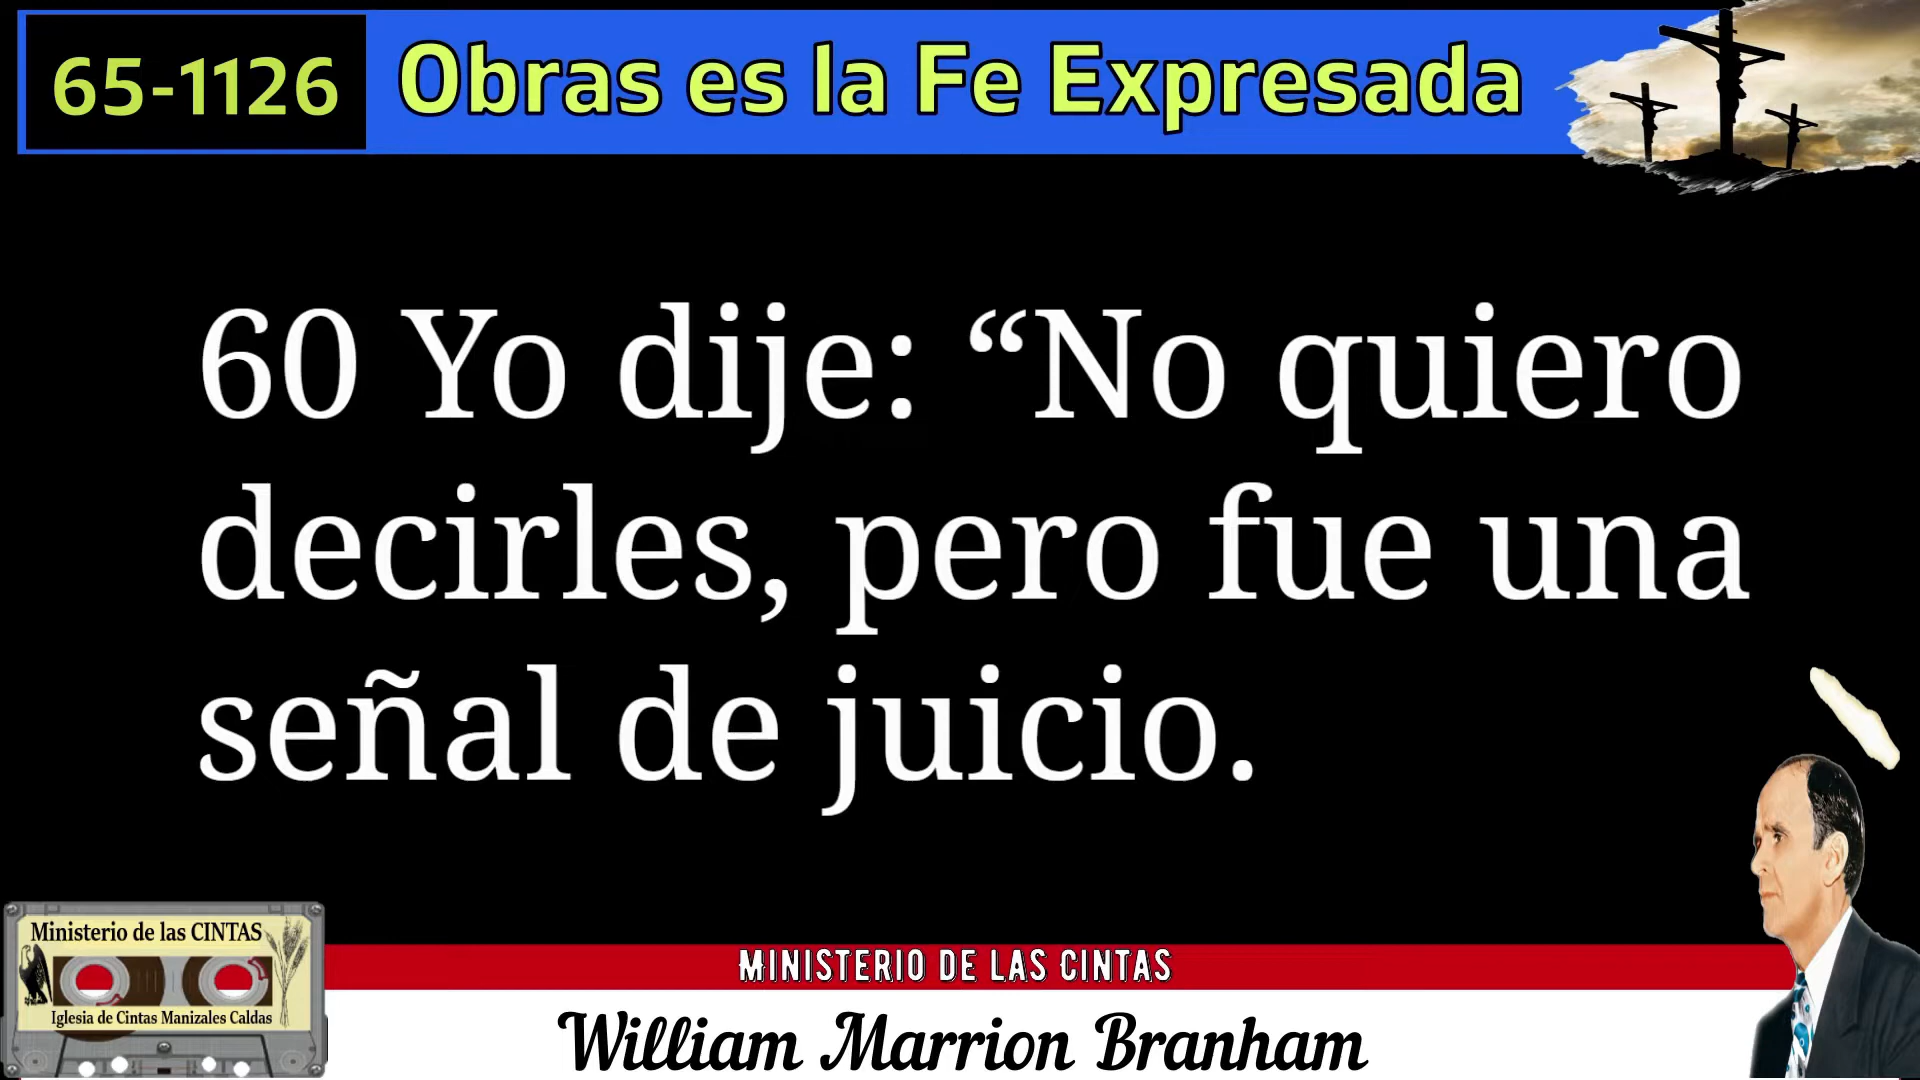 65-1126
Obras es la Fe Expresada
60 Yo dije: “No quiero
decirles, pero fue una
señal de juicio.
Ministerio de las CINTAS
Iglesia de Cintas Manizales Caldas
MINISTERIO DE LAS CINTAS
William Marrion Branham